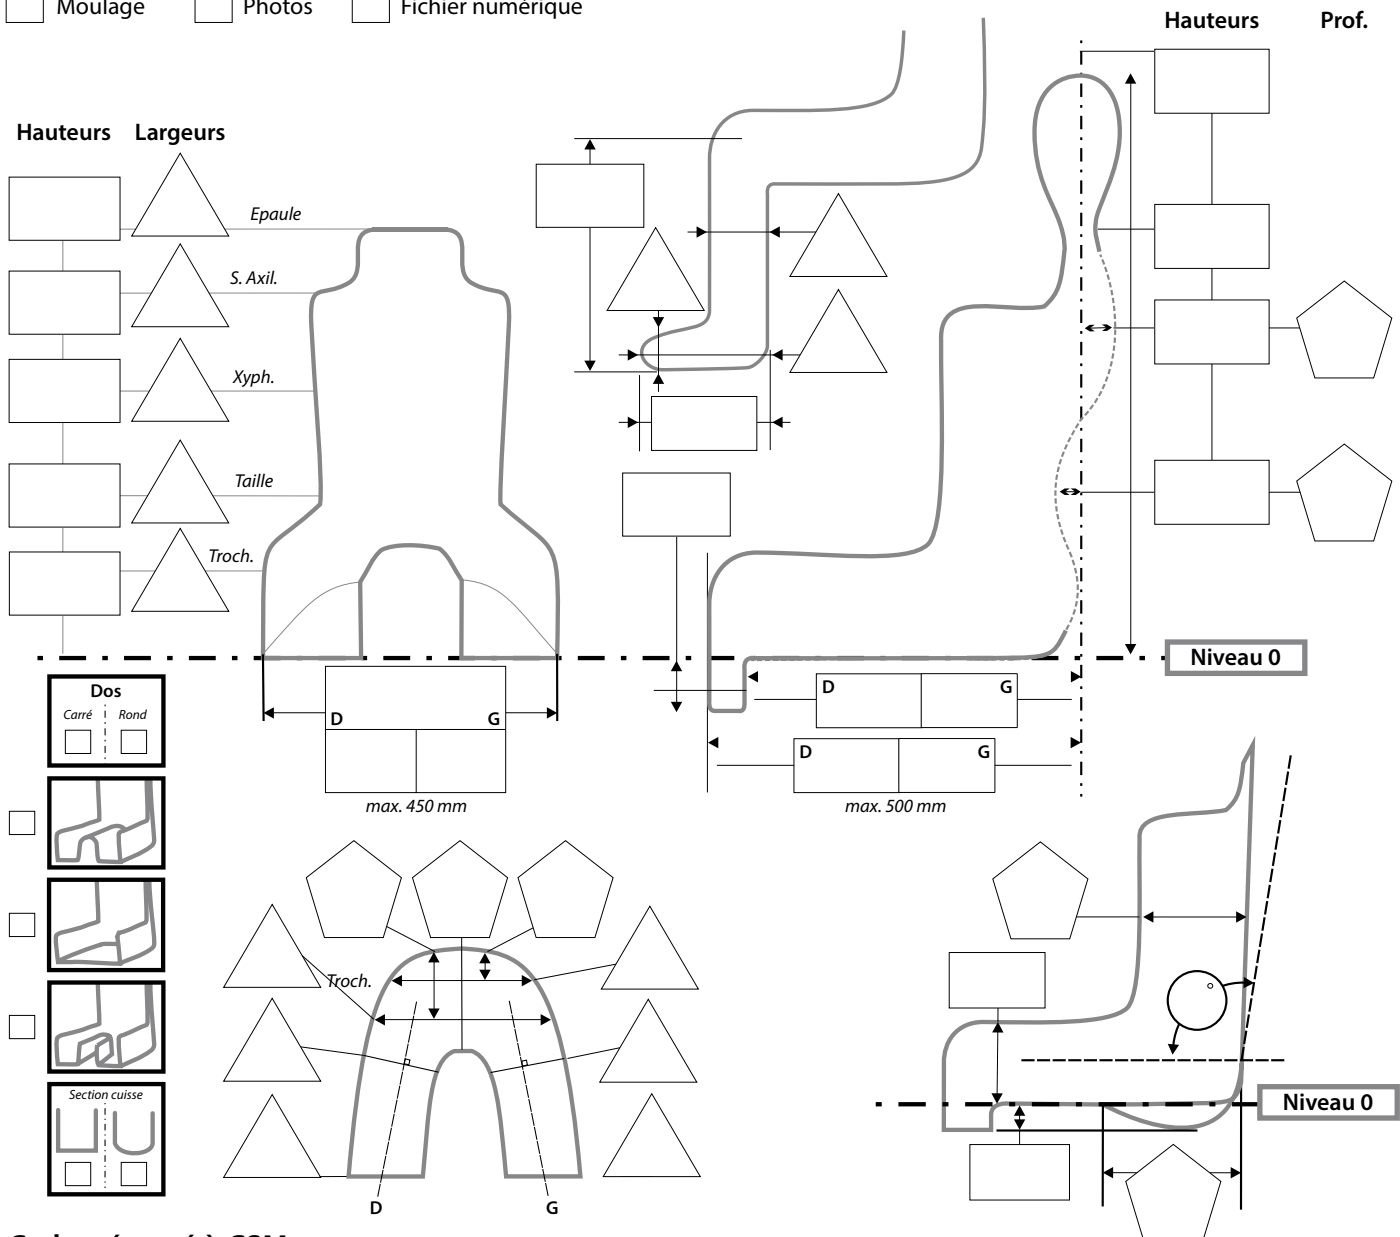 Moulage Photos Fichier numérique
Hauteurs Prof.
Hauteurs Largeurs
Epaule
S. Axil.
Xyph.
Taille
Troch.
Niveau 0
Dos
Carré Rond
D G
D G
D G
max. 450 mm
max. 500 mm
Troch.
Section cuisse
Niveau 0
D G